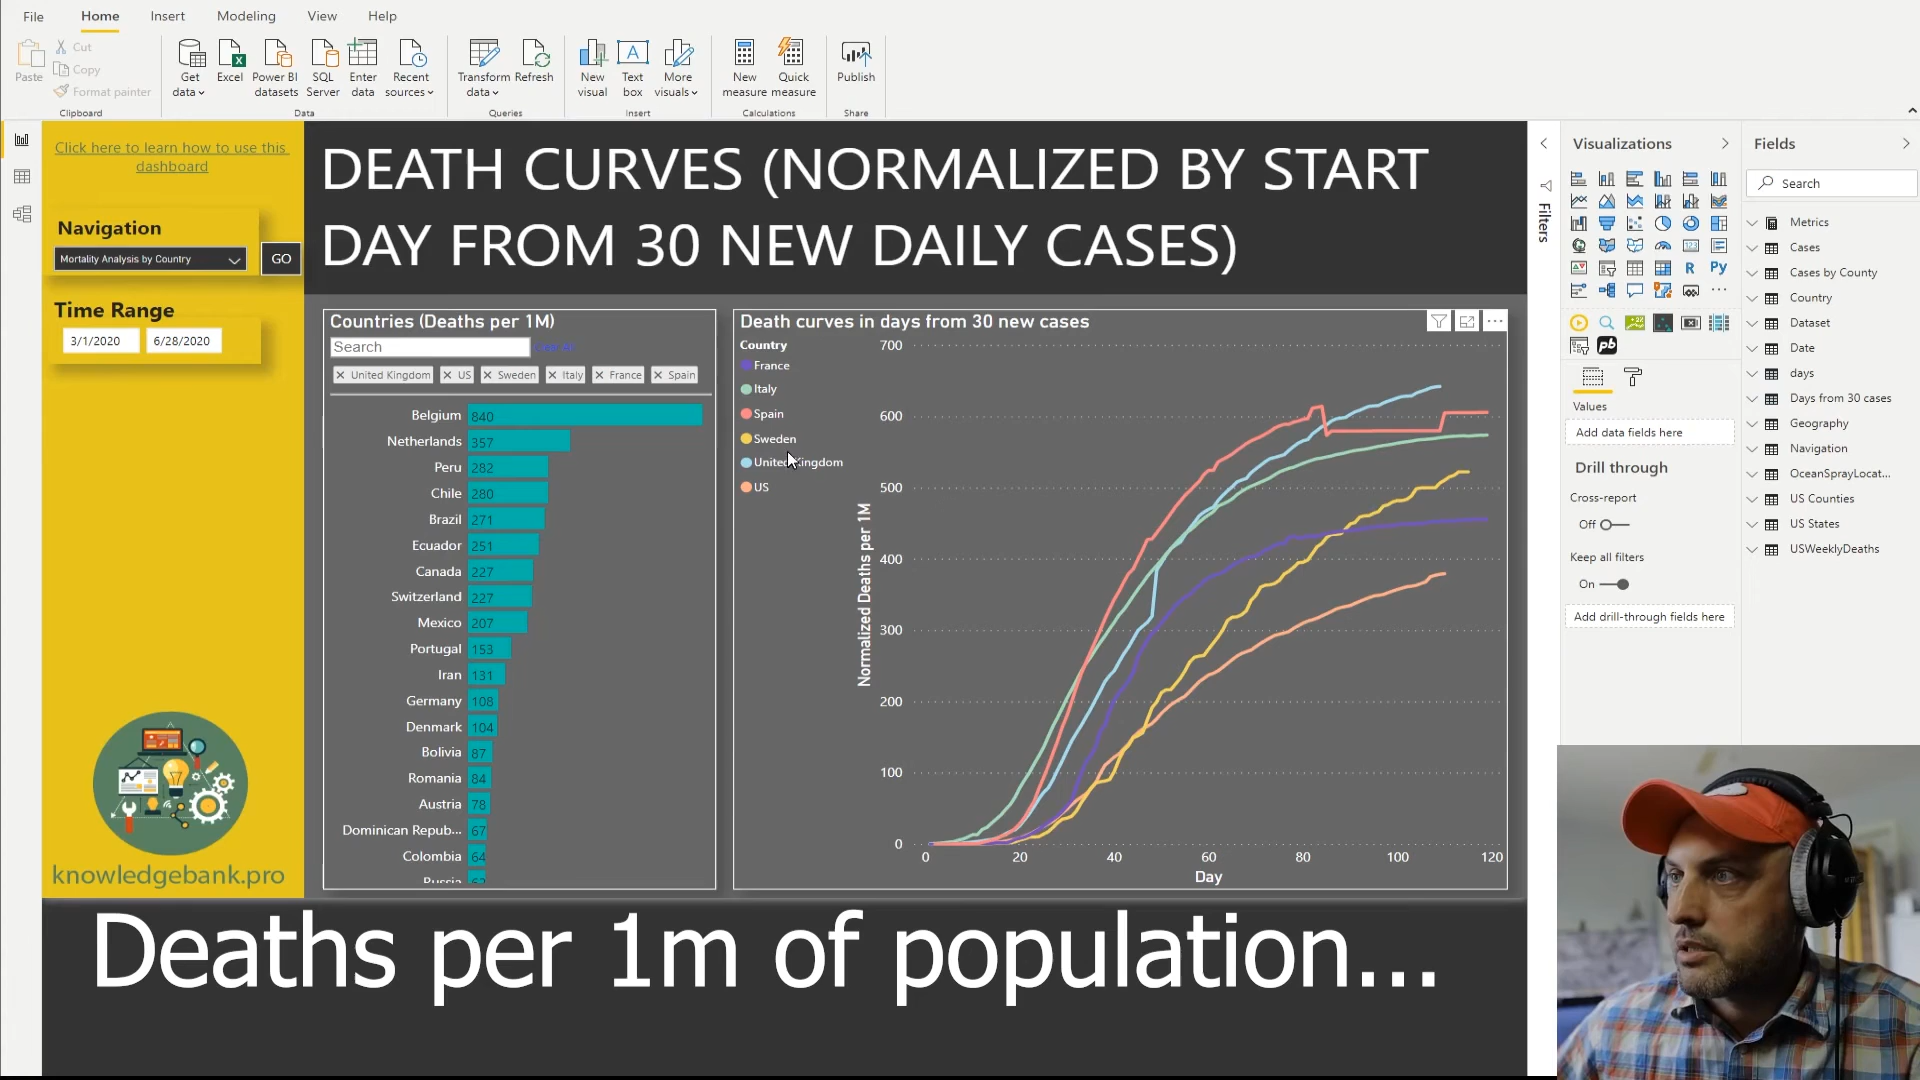 File Home Insert Modeling View Help
Paste
Cut
Copy
Format painter
Clipboard
Get data
Excel
Power BI datasets
SQL Server
Enter data
Recent sources
Data
Transform data
Refresh
Queries
New visual
A
Text box
More visuals
Insert
New measure
Quick measure
Calculations
Publish
Share
Click here to learn how to use this
dashboard
Navigation
Mortality Analysis by Country
GO
Time Range
3/1/2020
6/28/2020
knowledgebank.pro
DEATH CURVES (NORMALIZED BY START
DAY FROM 30 NEW DAILY CASES)
Countries (Deaths per 1M)
Search
United Kingdom US Sweden Italy France Spain
Belgium 840
Netherlands 357
Peru 282
Chile 280
Brazil 271
Ecuador 251
Canada 227
Switzerland 227
Mexico 207
Portugal 153
Iran 131
Germany 108
Denmark 104
Bolivia 87
Romania 84
Austria 78
Dominican Repub... 67
Colombia 64
Russia
Death curves in days from 30 new cases
Country
France
Italy
Spain
Sweden
United Kingdom
US
Normalized Deaths per 1M
700
600
500
400
300
200
100
0
0 20 40 60 80 100 120
Day
Deaths per 1m of population...
Filters
Visualizations
R Py
123
pb
Values
Add data fields here
Drill through
Cross-report
Off
Keep all filters
On
Add drill-through fields here
Fields
Search
Metrics
Cases
Cases by County
Country
Dataset
Date
days
Days from 30 cases
Geography
Navigation
OceanSprayLocat...
US Counties
US States
USWeeklyDeaths